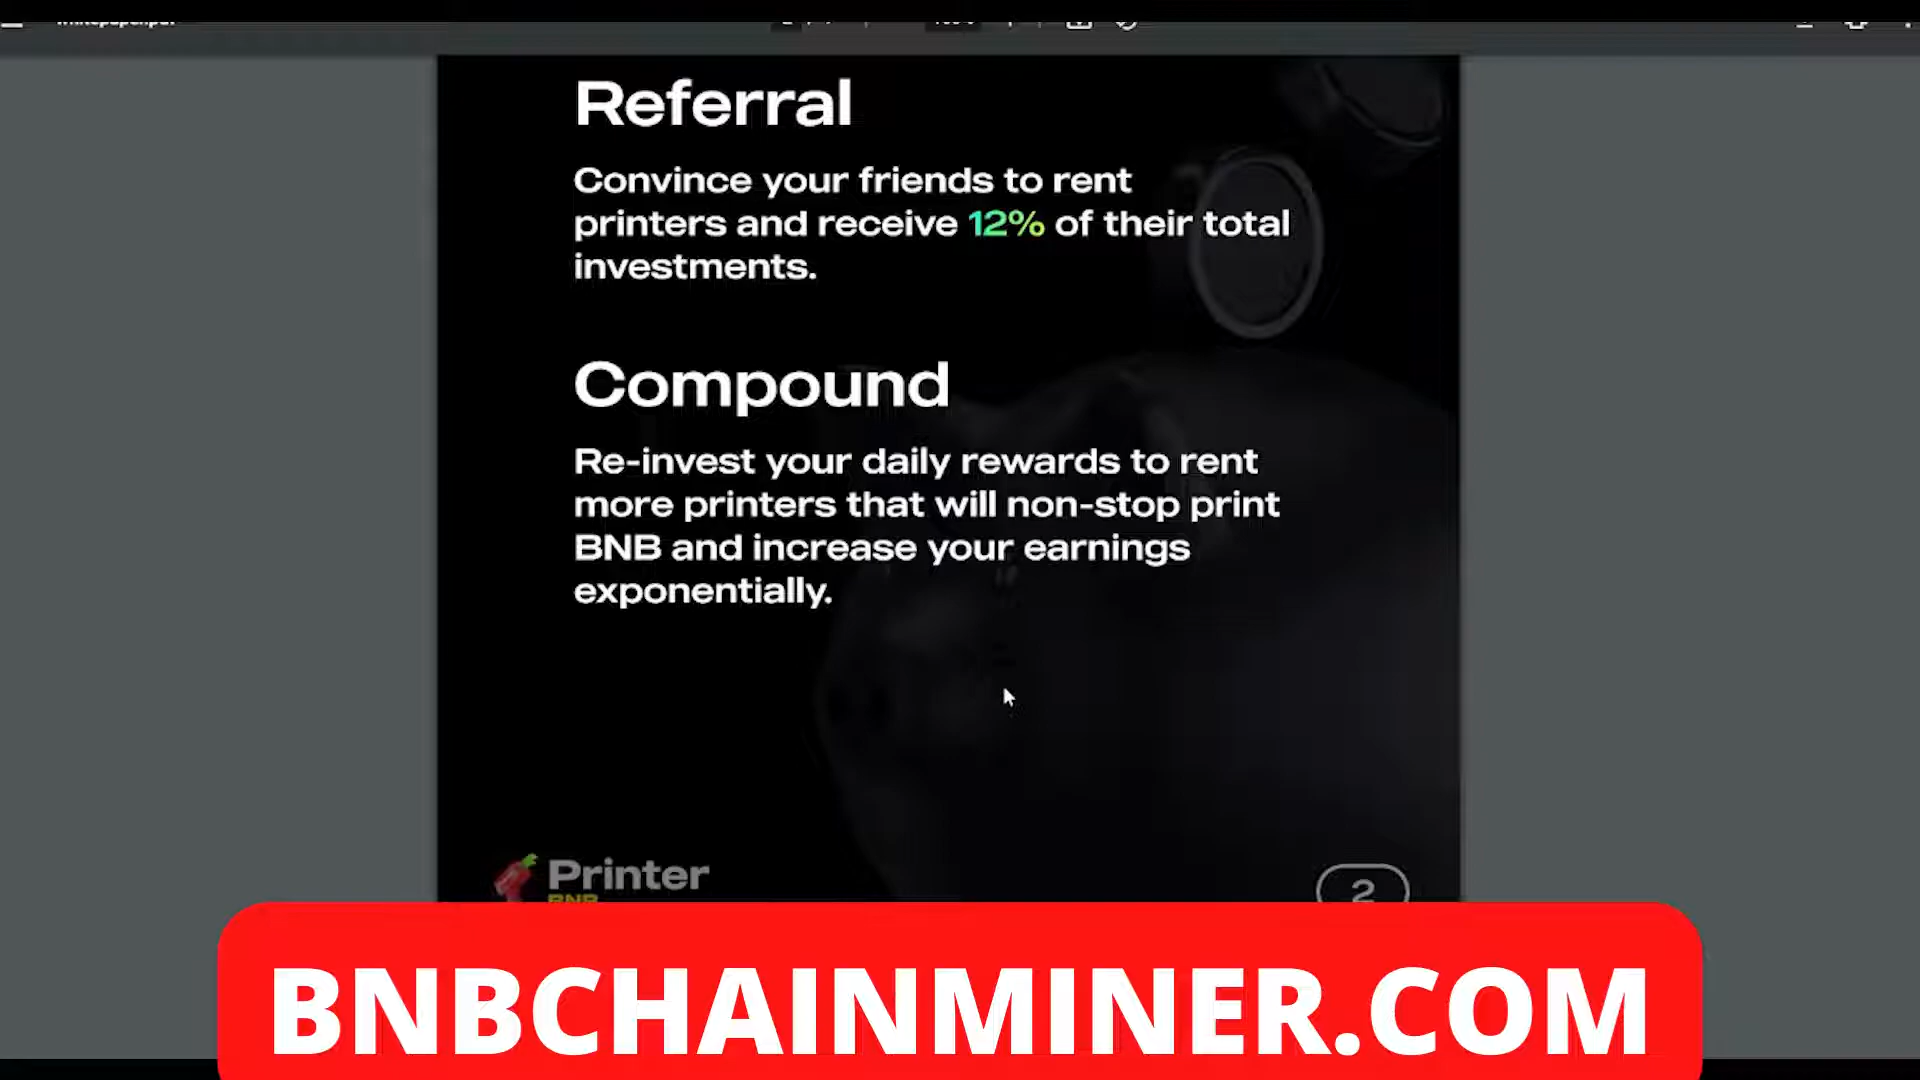 Referral
Convince your friends to rent
printers and receive 12% of their total
investments.
Compound
Re-invest your daily rewards to rent
more printers that will non-stop print
BNB and increase your earnings
exponentially.
Printer
BNB
2
BNBCHAINMINER.COM